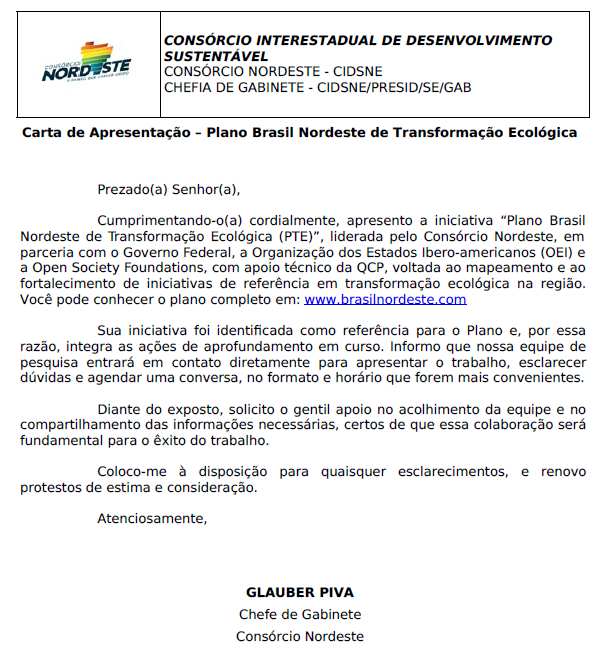 CONSÓRCIO
NORDESTE
O BRASIL QUE CRESCE UNIDO
CONSÓRCIO INTERESTADUAL DE DESENVOLVIMENTO
SUSTENTÁVEL
CONSÓRCIO NORDESTE - CIDSNE
CHEFIA DE GABINETE - CIDSNE/PRESID/SE/GAB
Carta de Apresentação – Plano Brasil Nordeste de Transformação Ecológica
Prezado(a) Senhor(a),
Cumprimentando-o(a) cordialmente, apresento a iniciativa “Plano Brasil
Nordeste de Transformação Ecológica (PTE)”, liderada pelo Consórcio Nordeste, em
parceria com o Governo Federal, a Organização dos Estados Ibero-americanos (OEI) e
a Open Society Foundations, com apoio técnico da QCP, voltada ao mapeamento e ao
fortalecimento de iniciativas de referência em transformação ecológica na região.
Você pode conhecer o plano completo em: www.brasilnordeste.com
Sua iniciativa foi identificada como referência para o Plano e, por essa
razão, integra as ações de aprofundamento em curso. Informo que nossa equipe de
pesquisa entrará em contato diretamente para apresentar o trabalho, esclarecer
dúvidas e agendar uma conversa, no formato e horário que forem mais convenientes.
Diante do exposto, solicito o gentil apoio no acolhimento da equipe e no
compartilhamento das informações necessárias, certos de que essa colaboração será
fundamental para o êxito do trabalho.
Coloco-me à disposição para quaisquer esclarecimentos, e renovo
protestos de estima e consideração.
Atenciosamente,
GLAUBER PIVA
Chefe de Gabinete
Consórcio Nordeste